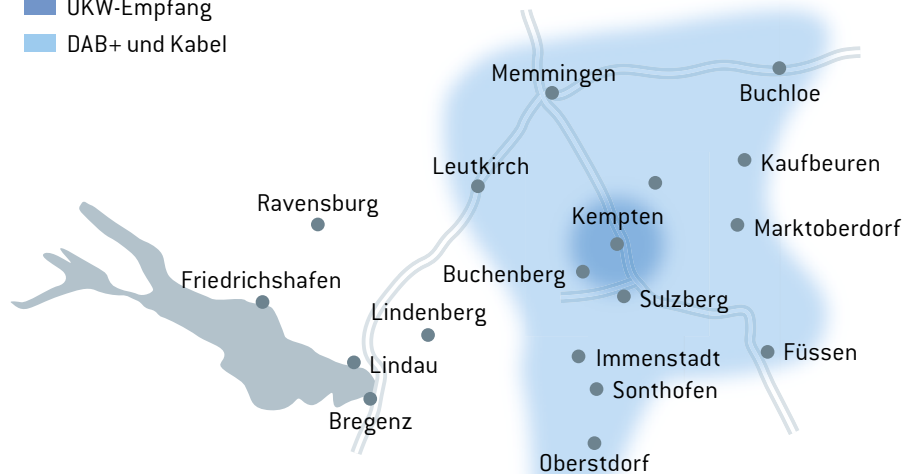 UKW-Empfang
DAB+ und Kabel
Memmingen
Buchloe
Leutkirch
Kaufbeuren
Ravensburg
Kempten
Marktoberdorf
Buchenberg
Friedrichshafen
Sulzberg
Lindenberg
Immenstadt
Füssen
Lindau
Sonthofen
Bregenz
Oberstdorf